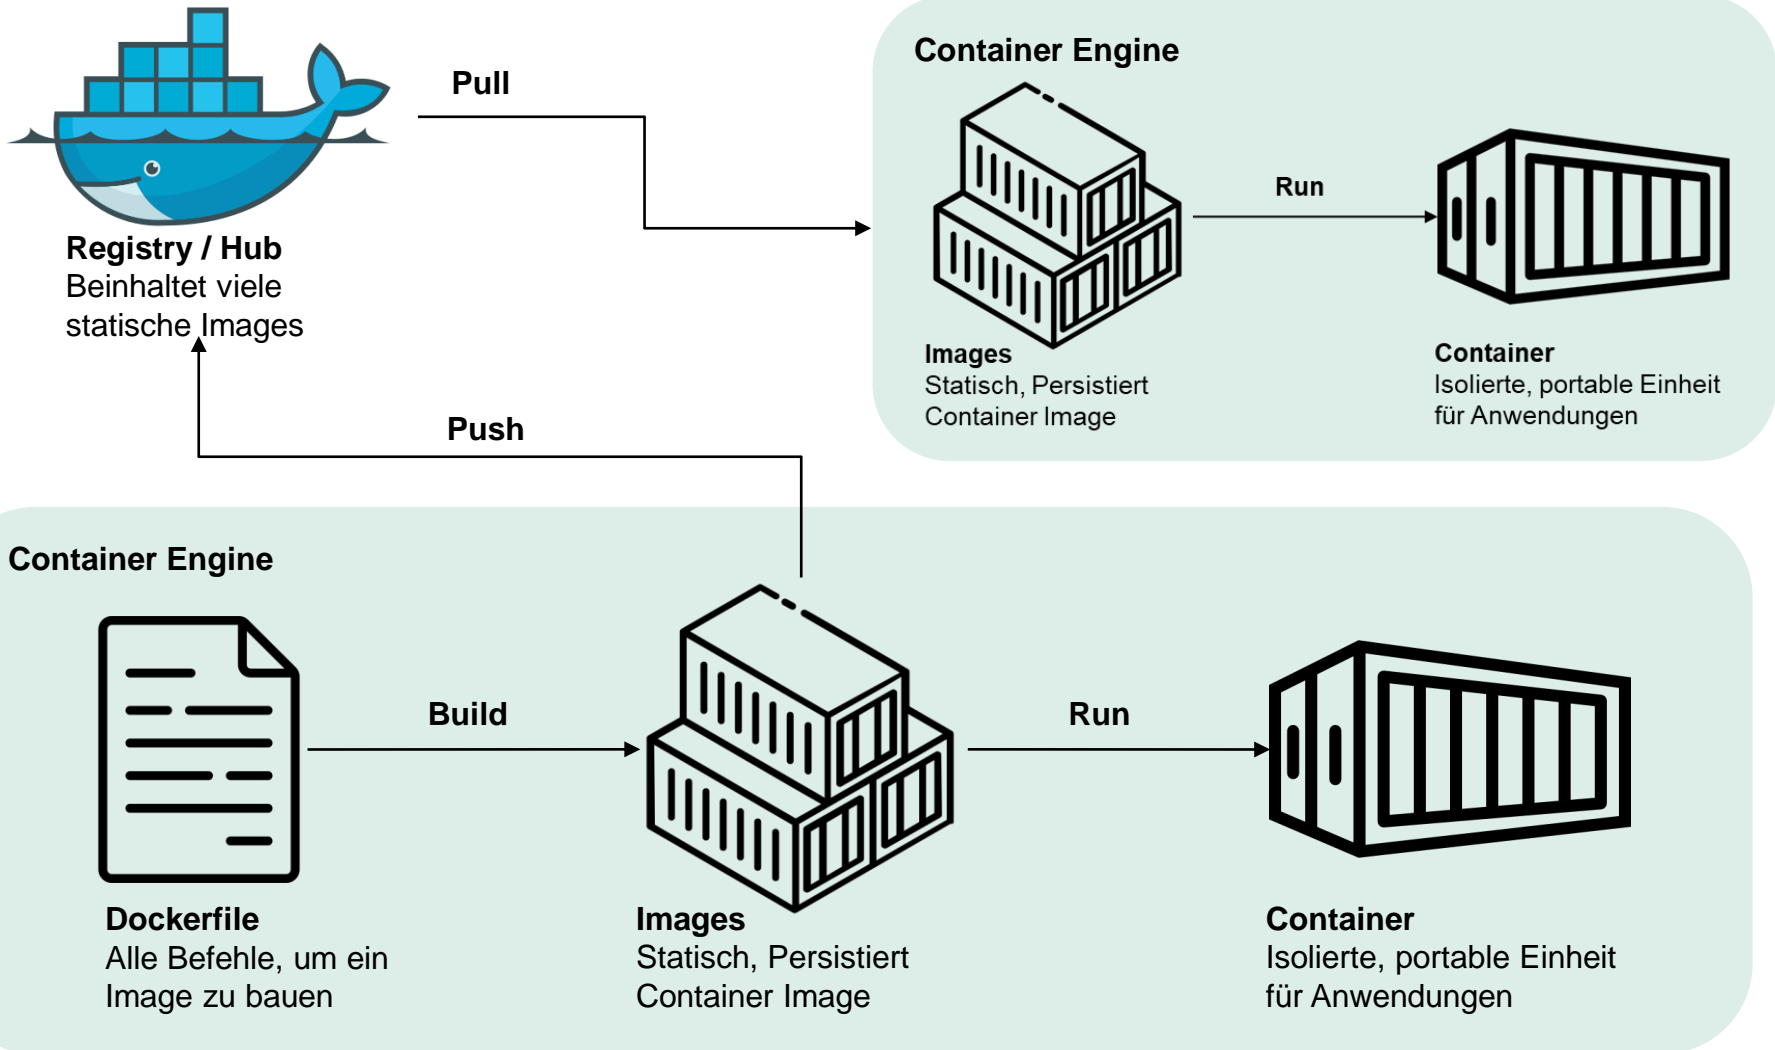 Pull
Registry / Hub
Beinhaltet viele
statische Images
Container Engine
Run
Images
Statisch, Persistiert
Container Image
Container
Isolierte, portable Einheit
für Anwendungen
Push
Container Engine
Build
Run
Dockerfile
Alle Befehle, um ein
Image zu bauen
Images
Statisch, Persistiert
Container Image
Container
Isolierte, portable Einheit
für Anwendungen